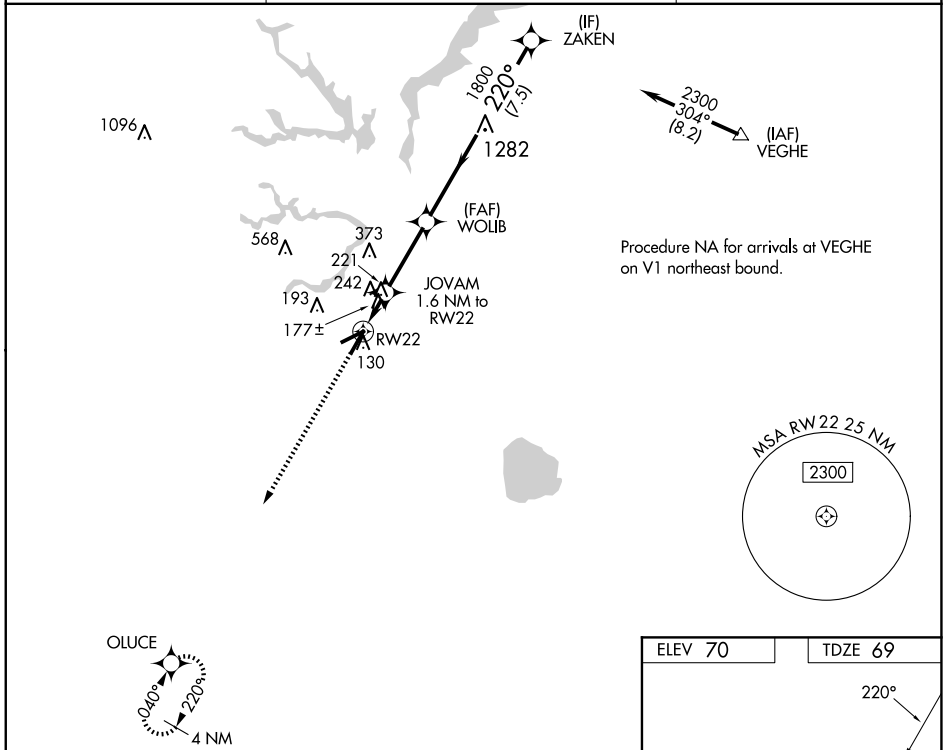 (IF)
ZAKEN
1800
220°
(7.5)
2300
304°
(8.2)
(IAF)
VEGHE
1096
1282
(FAF)
WOLIB
Procedure NA for arrivals at VEGHE
on V1 northeast bound.
568
373
221
242
JOVAM
1.6 NM to
RW22
193
177±
RW22
130
MSA RW22 25 NM
2300
OLUCE
040°
220°
4 NM
ELEV 70
TDZE 69
220°